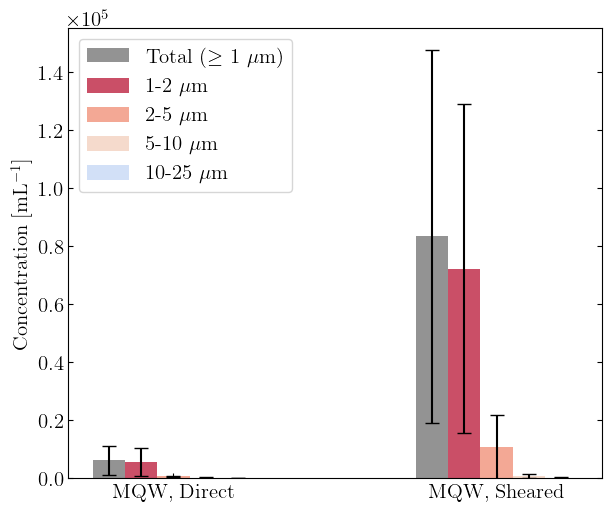 ×10⁵
Total (≥ 1 μm)
1-2 μm
2-5 μm
5-10 μm
10-25 μm
Concentration [mL⁻¹]
1.4
1.2
1.0
0.8
0.6
0.4
0.2
0.0
MQW, Direct
MQW, Sheared